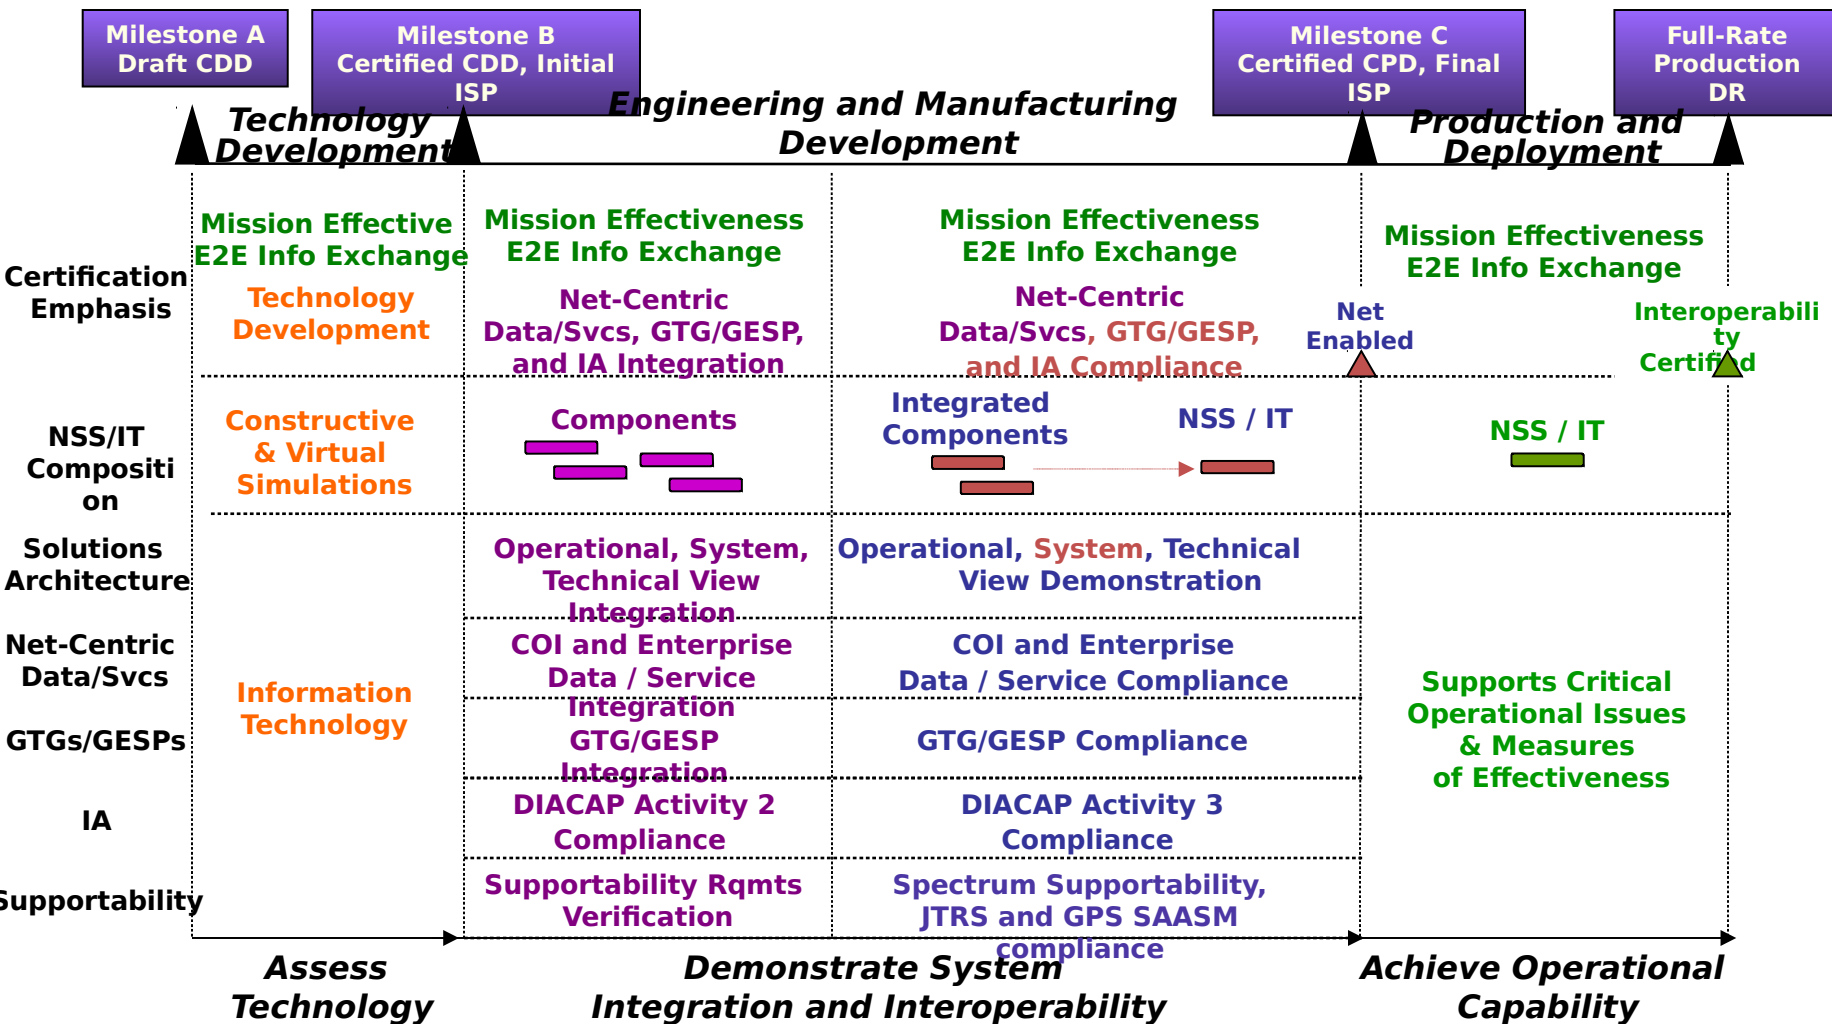 Milestone A
Draft CDD
Milestone B
Certified CDD, Initial
ISP
Milestone C
Certified CPD, Final
ISP
Full-Rate
Production
DR
Technology
Development
Engineering and Manufacturing
Development
Production and
Deployment
Certification
Emphasis
Mission Effective
E2E Info Exchange
Technology
Development
Mission Effectiveness
E2E Info Exchange
Net-Centric
Data/Svcs, GTG/GESP,
and IA Integration
Mission Effectiveness
E2E Info Exchange
Net-Centric
Data/Svcs, GTG/GESP,
and IA Compliance
Net
Enabled
Mission Effectiveness
E2E Info Exchange
Interoperabili
ty
Certified
NSS/IT
Compositi
on
Constructive
& Virtual
Simulations
Components
Integrated
Components
NSS / IT
NSS / IT
Solutions
Architecture
Operational, System,
Technical View
Integration
Operational, System, Technical
View Demonstration
Net-Centric
Data/Svcs
Information
Technology
COI and Enterprise
Data / Service
Integration
COI and Enterprise
Data / Service Compliance
Supports Critical
Operational Issues
& Measures
of Effectiveness
GTGs/GESPs
GTG/GESP
Integration
GTG/GESP Compliance
IA
DIACAP Activity 2
Compliance
DIACAP Activity 3
Compliance
Supportability
Supportability Rqmts
Verification
Spectrum Supportability,
JTRS and GPS SAASM
compliance
Assess
Technology
Demonstrate System
Integration and Interoperability
Achieve Operational
Capability